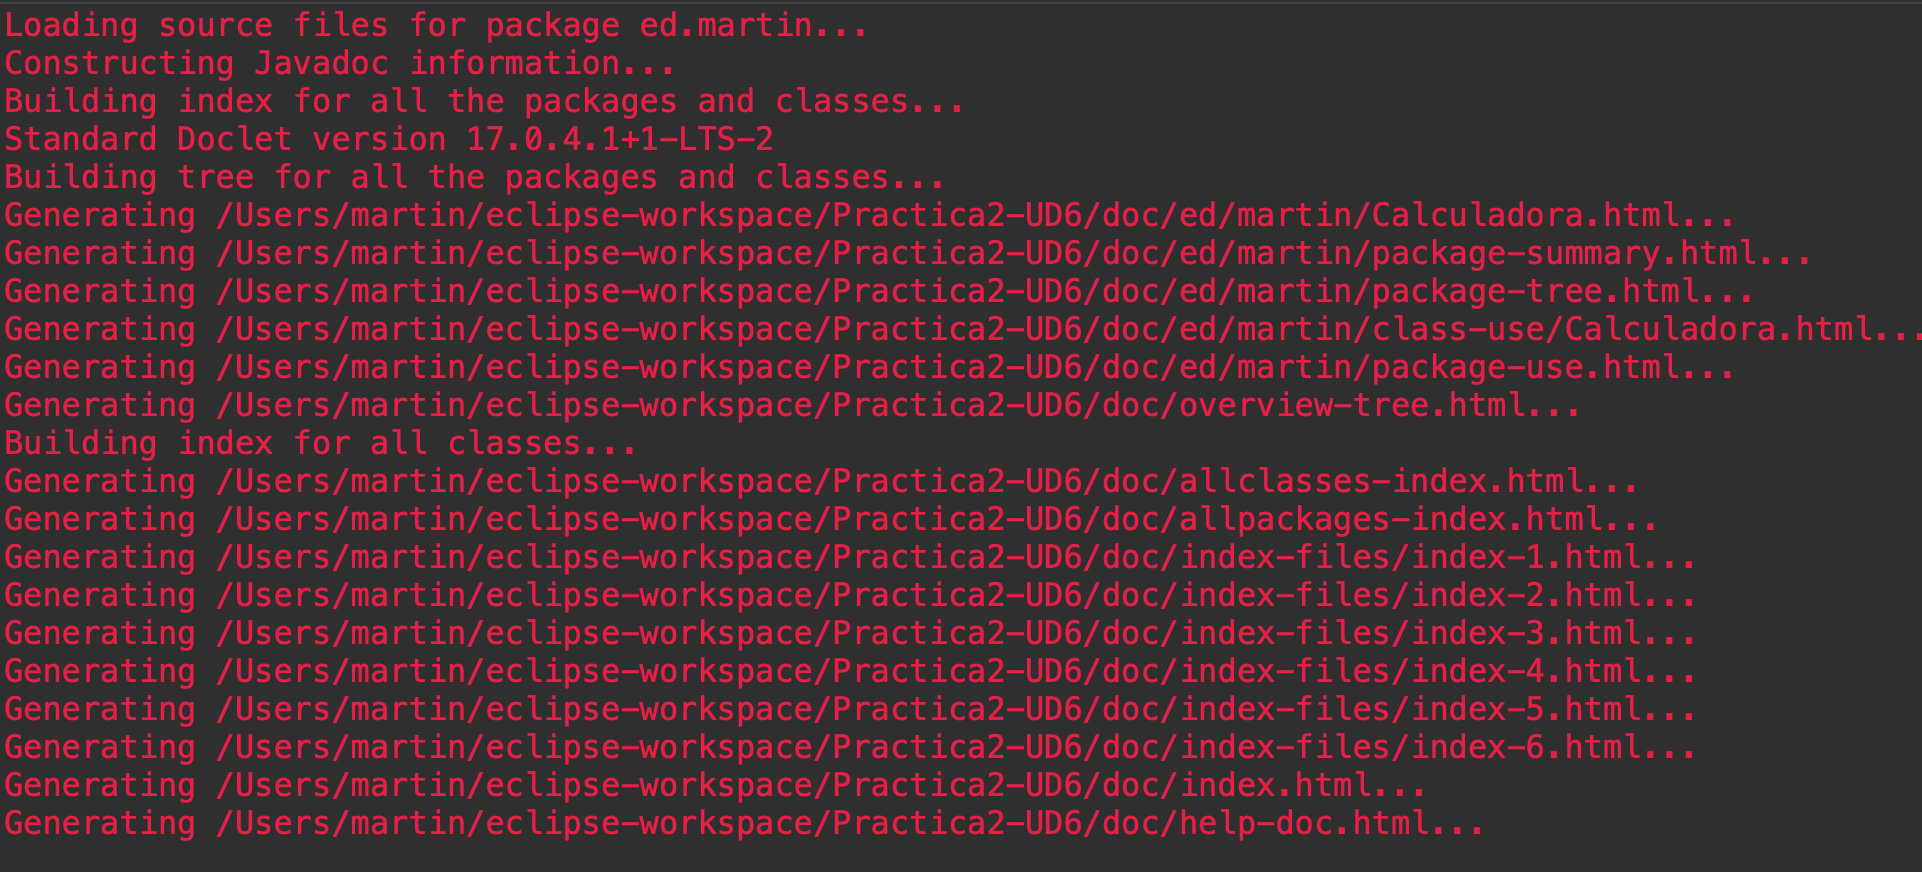 Loading source files for package ed.martin...
Constructing Javadoc information...
Building index for all the packages and classes...
Standard Doclet version 17.0.4.1+1-LTS-2
Building tree for all the packages and classes...
Generating /Users/martin/eclipse-workspace/Practica2-UD6/doc/ed/martin/Calculadora.html...
Generating /Users/martin/eclipse-workspace/Practica2-UD6/doc/ed/martin/package-summary.html...
Generating /Users/martin/eclipse-workspace/Practica2-UD6/doc/ed/martin/package-tree.html...
Generating /Users/martin/eclipse-workspace/Practica2-UD6/doc/ed/martin/class-use/Calculadora.html...
Generating /Users/martin/eclipse-workspace/Practica2-UD6/doc/ed/martin/package-use.html...
Generating /Users/martin/eclipse-workspace/Practica2-UD6/doc/overview-tree.html...
Building index for all classes...
Generating /Users/martin/eclipse-workspace/Practica2-UD6/doc/allclasses-index.html...
Generating /Users/martin/eclipse-workspace/Practica2-UD6/doc/allpackages-index.html...
Generating /Users/martin/eclipse-workspace/Practica2-UD6/doc/index-files/index-1.html...
Generating /Users/martin/eclipse-workspace/Practica2-UD6/doc/index-files/index-2.html...
Generating /Users/martin/eclipse-workspace/Practica2-UD6/doc/index-files/index-3.html...
Generating /Users/martin/eclipse-workspace/Practica2-UD6/doc/index-files/index-4.html...
Generating /Users/martin/eclipse-workspace/Practica2-UD6/doc/index-files/index-5.html...
Generating /Users/martin/eclipse-workspace/Practica2-UD6/doc/index-files/index-6.html...
Generating /Users/martin/eclipse-workspace/Practica2-UD6/doc/index.html...
Generating /Users/martin/eclipse-workspace/Practica2-UD6/doc/help-doc.html...